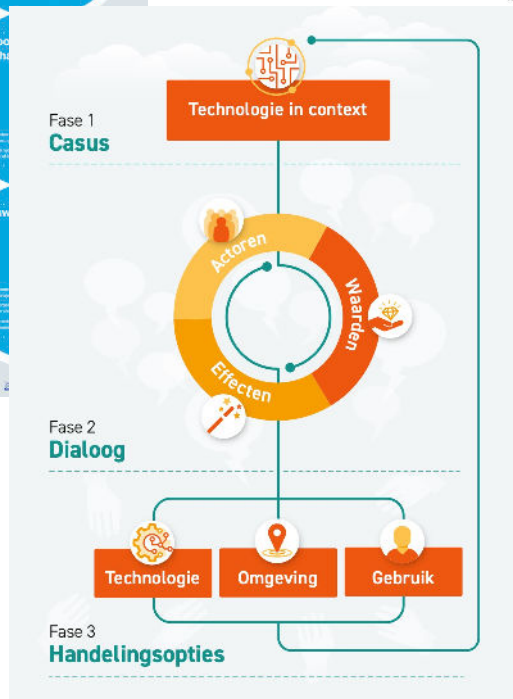 Fase 1
Casus
Technologie in context
Actoren
Waarden
Effecten
Fase 2
Dialoog
Technologie
Omgeving
Gebruik
Fase 3
Handelingsopties